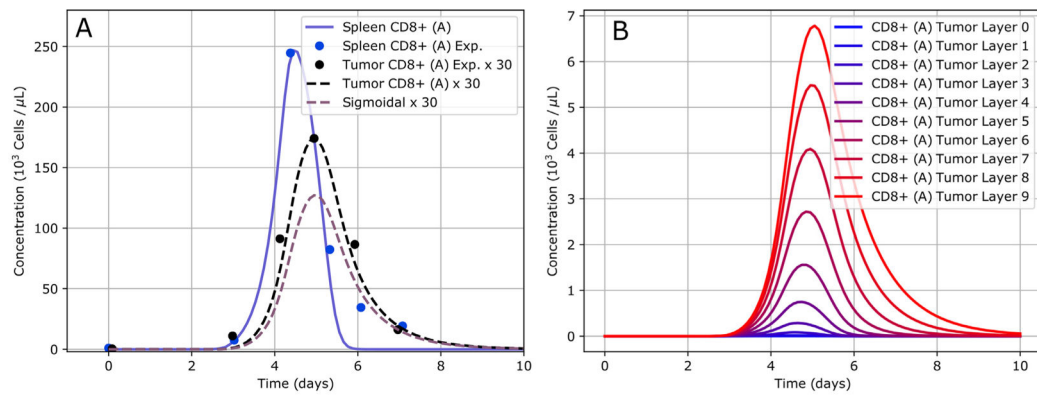 A
Spleen CD8+ (A)
Spleen CD8+ (A) Exp.
Tumor CD8+ (A) Exp. x 30
Tumor CD8+ (A) x 30
Sigmoidal x 30
250
200
150
100
50
0
Concentration (10³ Cells / μL)
0 2 4 6 8 10
Time (days)
B
CD8+ (A) Tumor Layer 0
CD8+ (A) Tumor Layer 1
CD8+ (A) Tumor Layer 2
CD8+ (A) Tumor Layer 3
CD8+ (A) Tumor Layer 4
CD8+ (A) Tumor Layer 5
CD8+ (A) Tumor Layer 6
CD8+ (A) Tumor Layer 7
CD8+ (A) Tumor Layer 8
CD8+ (A) Tumor Layer 9
7
6
5
4
3
2
1
0
Concentration (10³ Cells / μL)
0 2 4 6 8 10
Time (days)